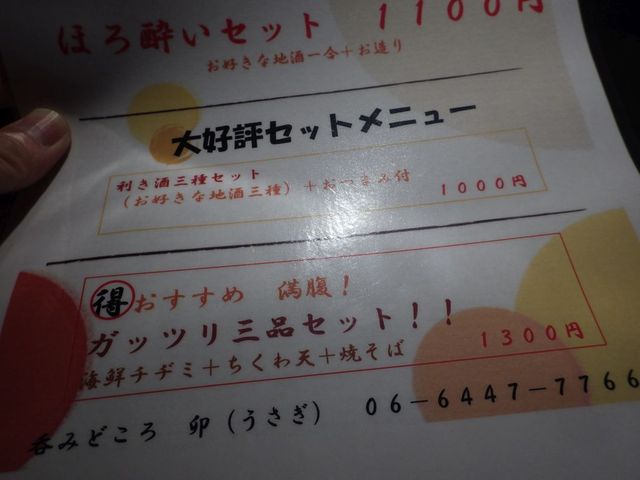 ほろ酔いセット 1100円
お好きな地酒一合＋お造り
大好評セットメニュー
利き酒三種セット
（お好きな地酒三種）＋おつまみ付 1000円
得おすすめ 満腹！
ガッツリ三品セット！！
海鮮チヂミ＋ちくわ天＋焼そば 1300円
呑みどころ 卯（うさぎ） 06－6447－7766